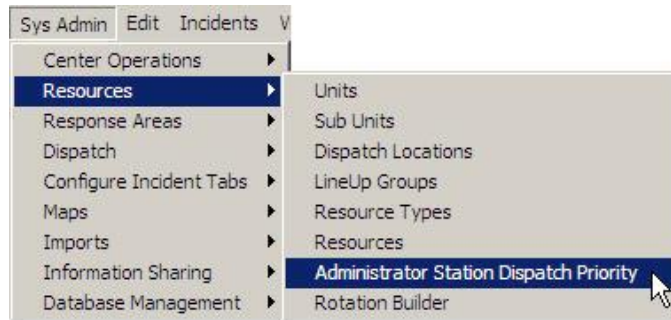 Sys Admin Edit Incidents
Center Operations
Resources
Response Areas
Dispatch
Configure Incident Tabs
Maps
Imports
Information Sharing
Database Management
Units
Sub Units
Dispatch Locations
LineUp Groups
Resource Types
Resources
Administrator Station Dispatch Priority
Rotation Builder